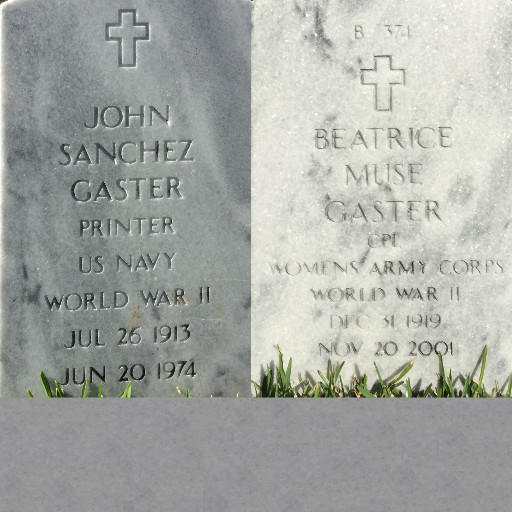 JOHN
SANCHEZ
GASTER
PRINTER
US NAVY
WORLD WAR II
JUL 26 1913
JUN 20 1974
B 374
BEATRICE
MUSE
GASTER
CPL
WOMENS ARMY CORPS
WORLD WAR II
DEC 31 1919
NOV 20 2001